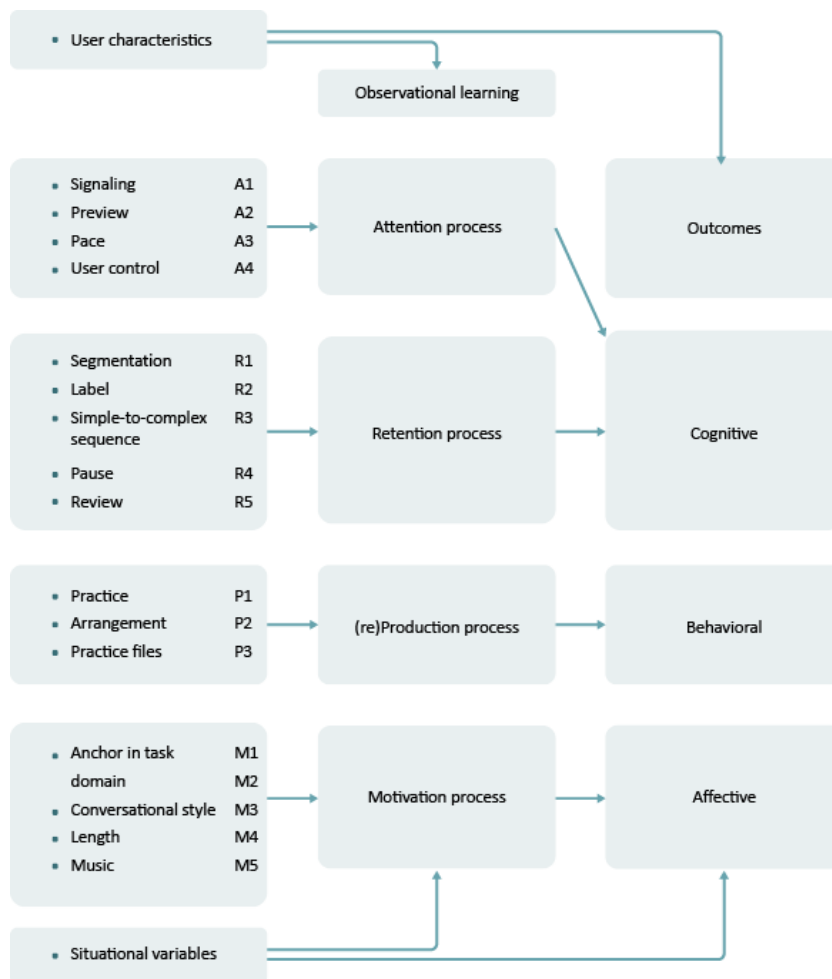 • User characteristics
Observational learning
• Signaling A1
• Preview A2
• Pace A3
• User control A4
Attention process
Outcomes
• Segmentation R1
• Label R2
• Simple-to-complex R3
sequence
• Pause R4
• Review R5
Retention process
Cognitive
• Practice P1
• Arrangement P2
• Practice files P3
(re)Production process
Behavioral
• Anchor in task M1
domain M2
• Conversational style M3
• Length M4
• Music M5
Motivation process
Affective
• Situational variables